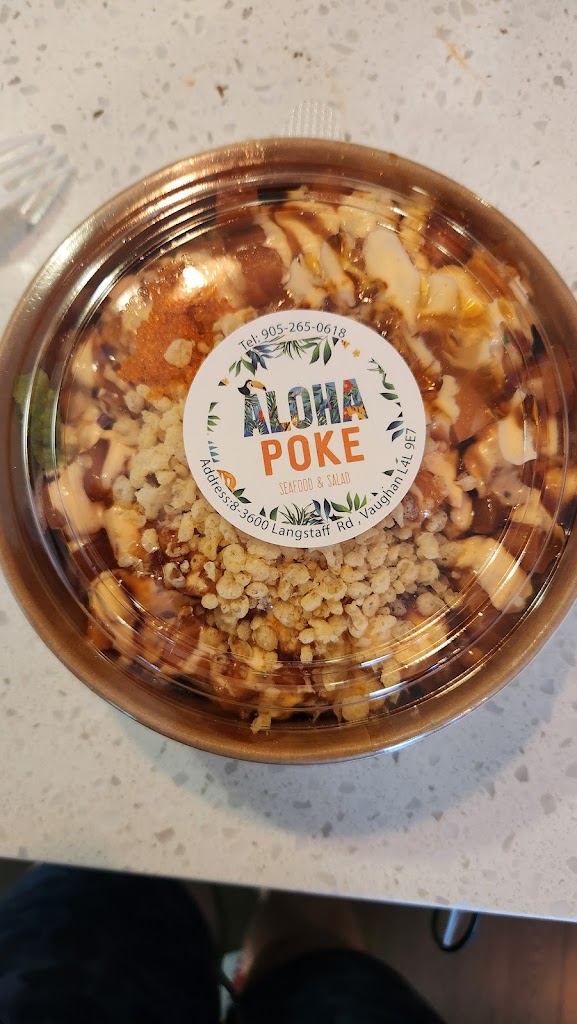 Tel: 905-265-0618
ALOHA
POKE
SEAFOOD & SALAD
Address:8-3600 Langstaff Rd , Vaughan L4L 9E7